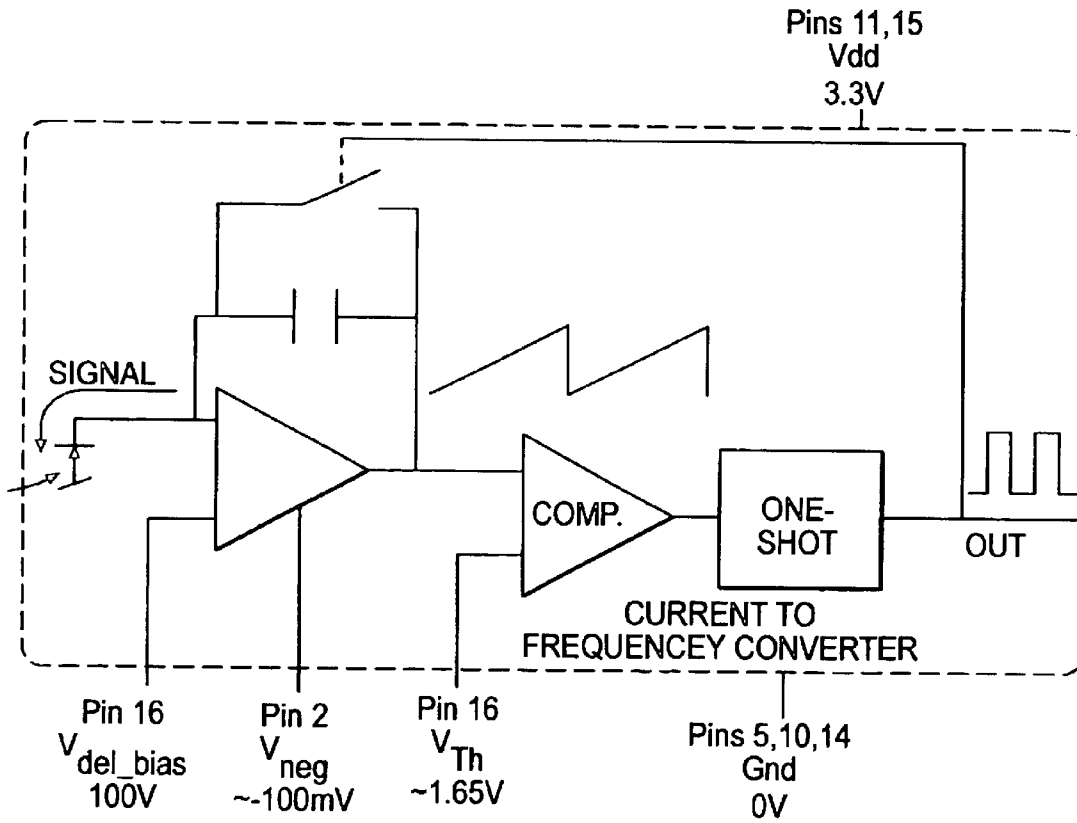 Pins 11,15
Vdd
3.3V
SIGNAL
COMP.
ONE-
SHOT
OUT
CURRENT TO
FREQUENCEY CONVERTER
Pin 16
Vdel_bias
100V
Pin 2
Vneg
~-100mV
Pin 16
VTh
~1.65V
Pins 5,10,14
Gnd
0V